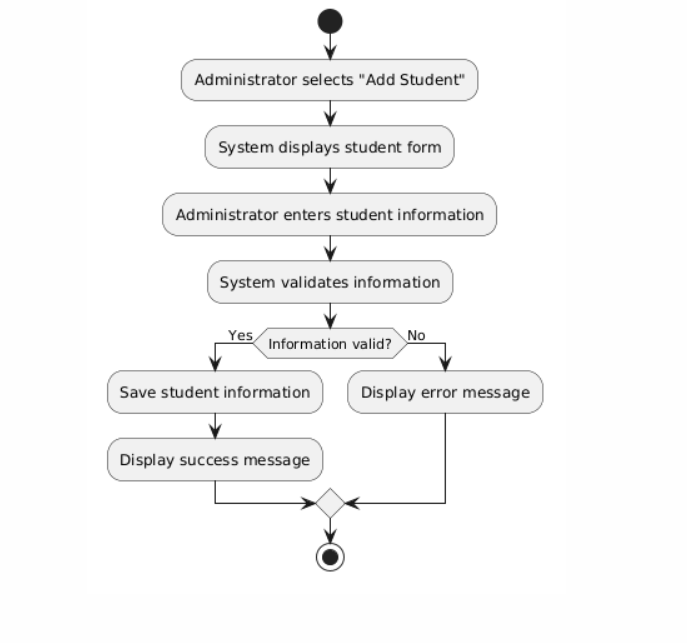 Administrator selects "Add Student"
System displays student form
Administrator enters student information
System validates information
Yes
Information valid?
No
Save student information
Display error message
Display success message